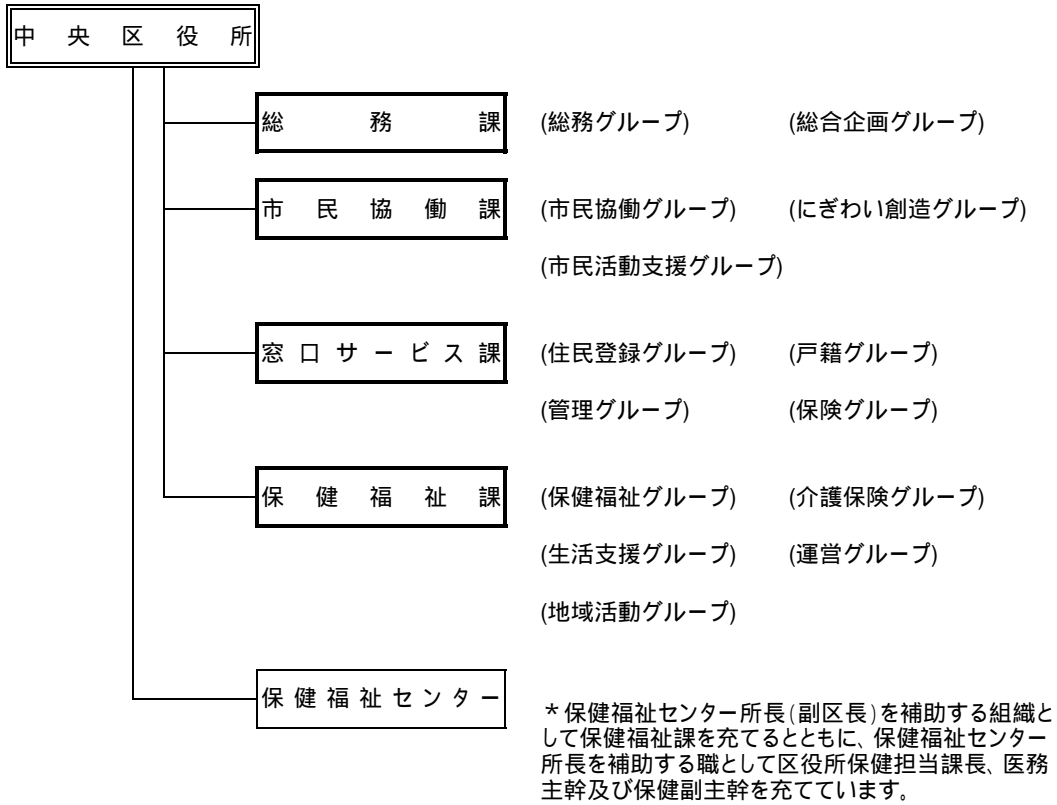 中央区役所
総務課 (総務グループ) (総合企画グループ)
市民協働課 (市民協働グループ) (にぎわい創造グループ)
(市民活動支援グループ)
窓口サービス課 (住民登録グループ) (戸籍グループ)
(管理グループ) (保険グループ)
保健福祉課 (保健福祉グループ) (介護保険グループ)
(生活支援グループ) (運営グループ)
(地域活動グループ)
保健福祉センター
*保健福祉センター所長(副区長)を補助する組織と
して保健福祉課を充てるとともに、保健福祉センター
所長を補助する職として区役所保健担当課長、医務
主幹及び保健副主幹を充てています。